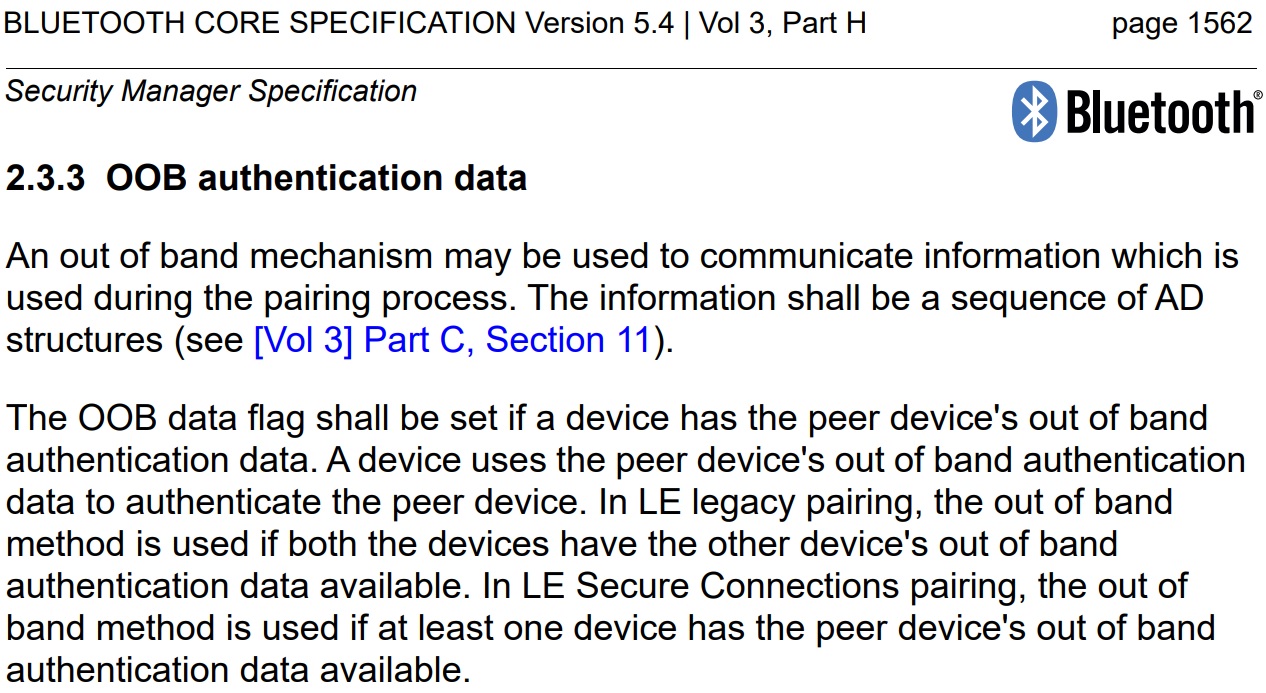 BLUETOOTH CORE SPECIFICATION Version 5.4 | Vol 3, Part H page 1562
Security Manager Specification
Bluetooth®
2.3.3 OOB authentication data
An out of band mechanism may be used to communicate information which is
used during the pairing process. The information shall be a sequence of AD
structures (see [Vol 3] Part C, Section 11).
The OOB data flag shall be set if a device has the peer device's out of band
authentication data. A device uses the peer device's out of band authentication
data to authenticate the peer device. In LE legacy pairing, the out of band
method is used if both the devices have the other device's out of band
authentication data available. In LE Secure Connections pairing, the out of
band method is used if at least one device has the peer device's out of band
authentication data available.